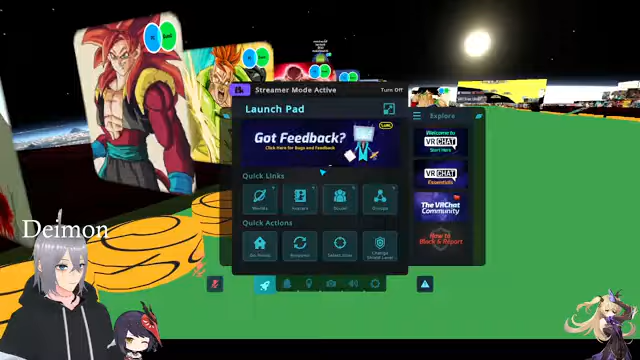 Streamer Mode Active
Turn Off
Launch Pad
Explore
Got Feedback?
Click Here for Bugs and Feedback
Welcome to
VRCHAT
Start Here
Quick Links
Worlds
Avatars
Social
Groups
VRCHAT
Essentials
The VRChat
Community
Quick Actions
Go Home
Respawn
Select User
Change
Shield Level
How to
Block & Report
Deimon